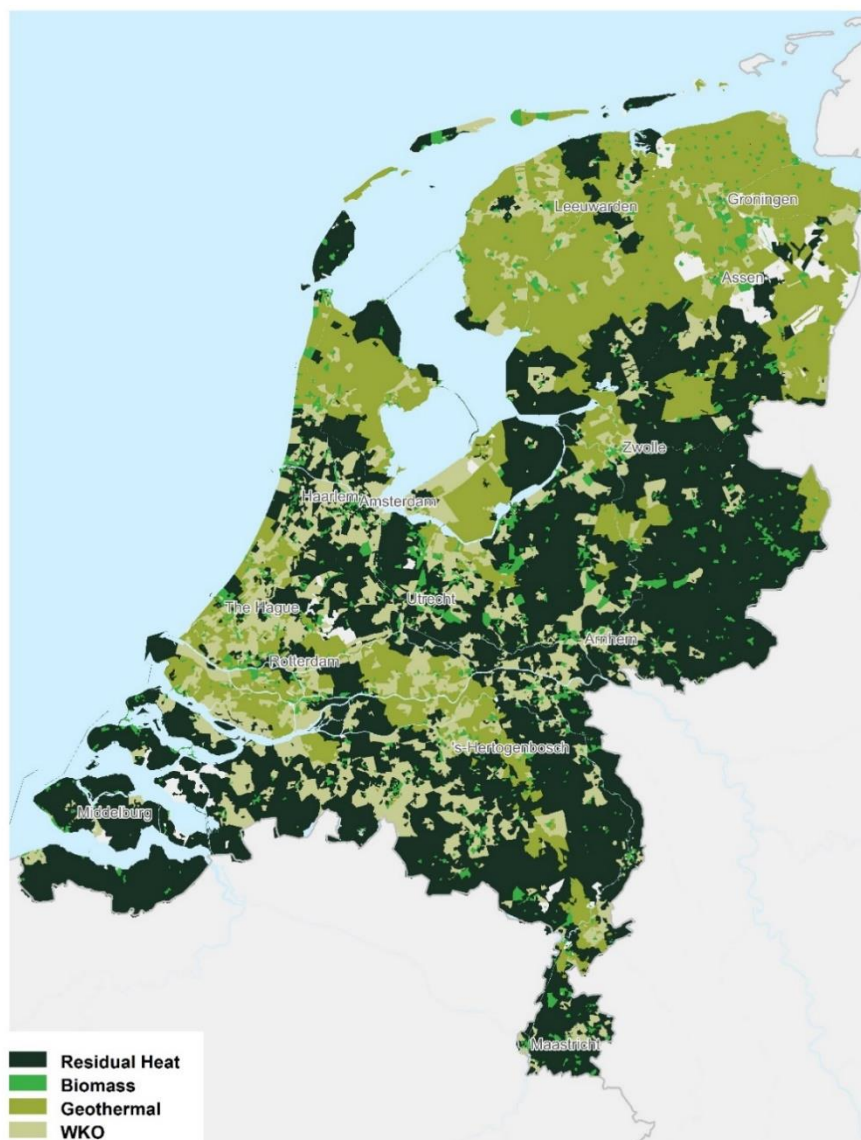 Groningen
Leeuwarden
Assen
Zwolle
Haarlem
Amsterdam
Utrecht
The Hague
Arnhem
Rotterdam
's-Hertogenbosch
Middelburg
Maastricht
Residual Heat
Biomass
Geothermal
WKO